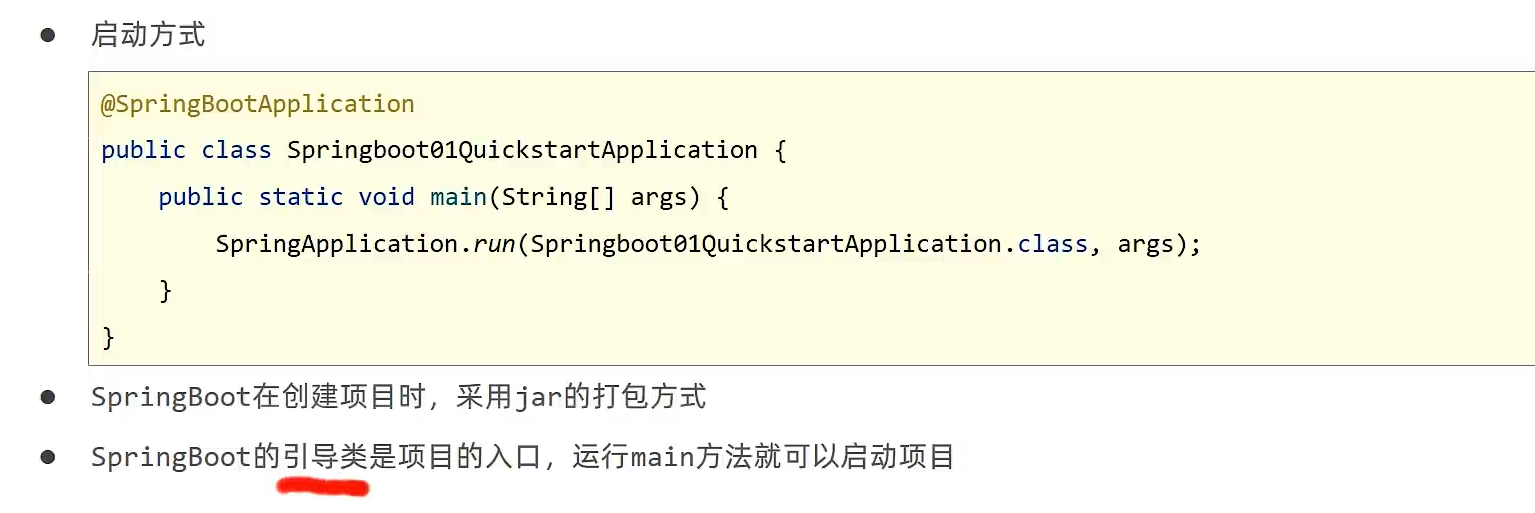 启动方式
@SpringBootApplication
public class Springboot01QuickstartApplication {
public static void main(String[] args) {
SpringApplication.run(Springboot01QuickstartApplication.class, args);
}
}
SpringBoot在创建项目时，采用jar的打包方式
SpringBoot的引导类是项目的入口，运行main方法就可以启动项目